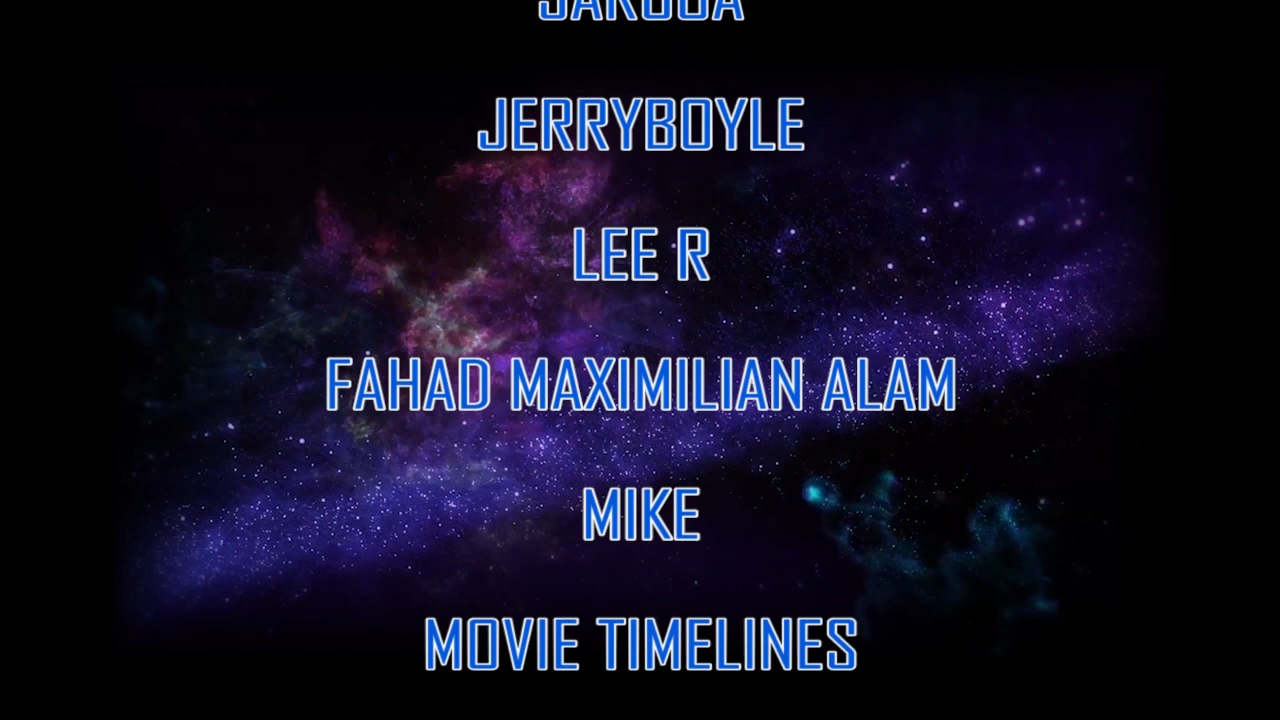 JERRYBOYLE
LEE R
FAHAD MAXIMILIAN ALAM
MIKE
MOVIE TIMELINES